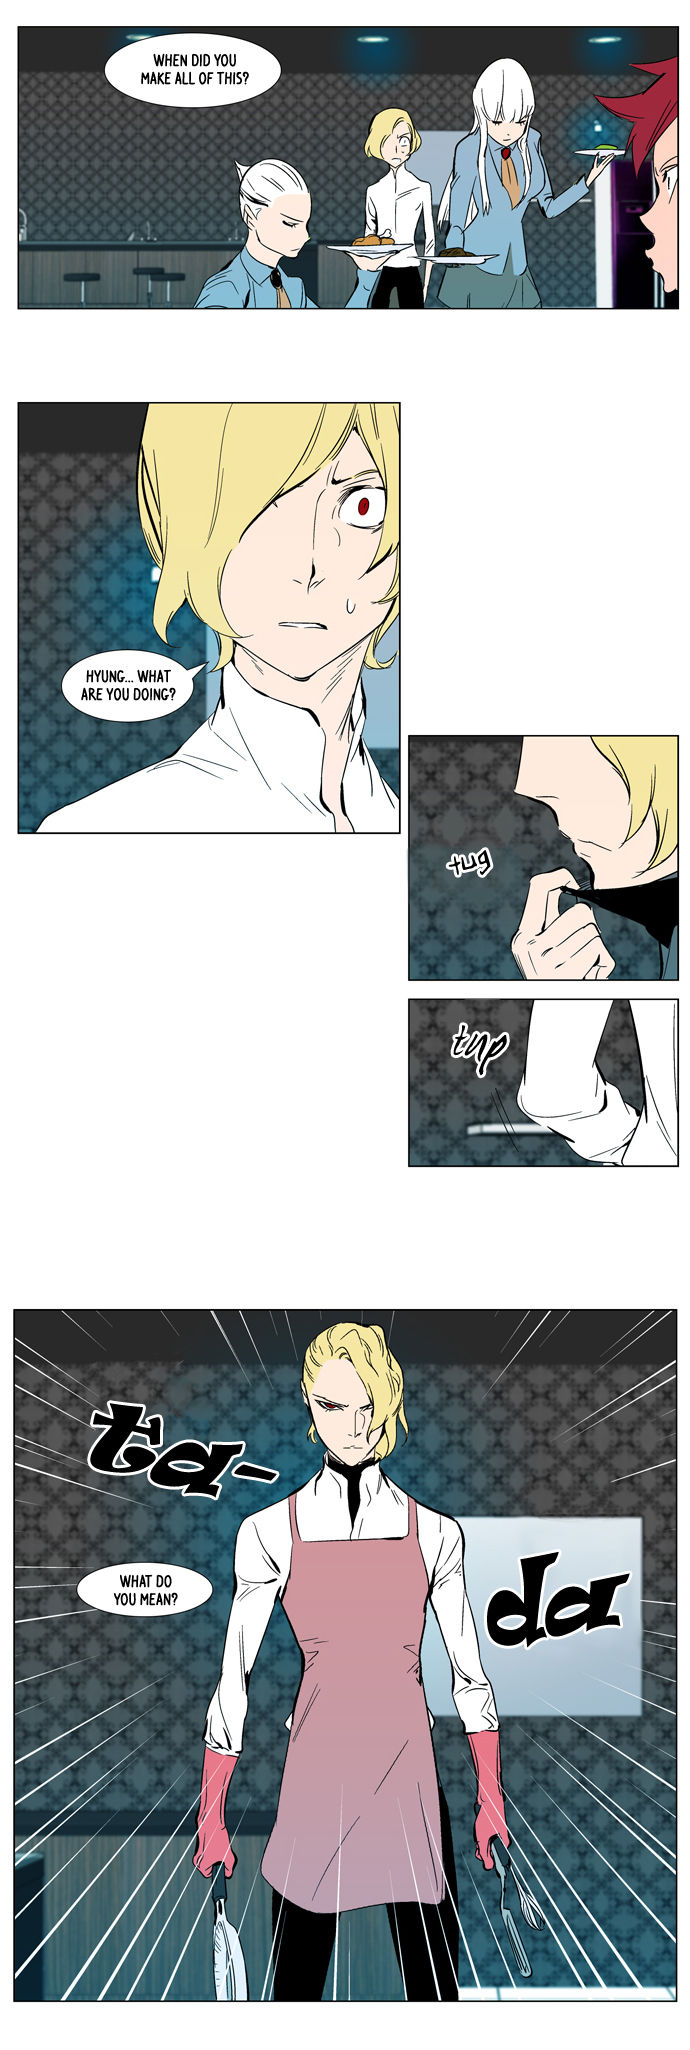 WHEN DID YOU
MAKE ALL OF THIS?
HYUNG... WHAT
ARE YOU DOING?
tug
tup
ta-
WHAT DO
YOU MEAN?
da